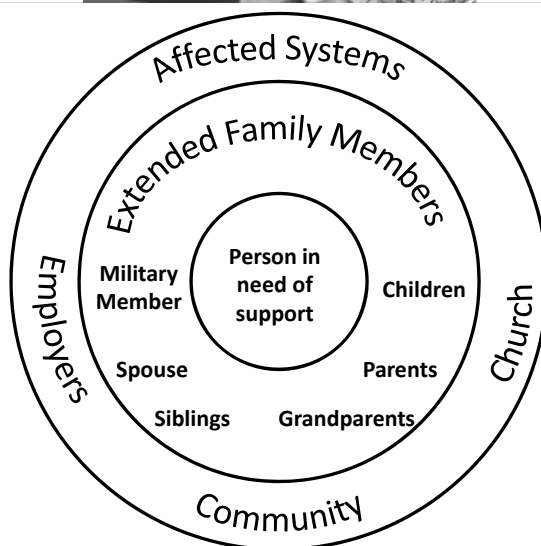 Affected Systems
Extended Family Members
Person in
need of
support
Military
Member
Children
Spouse
Parents
Siblings
Grandparents
Employers
Church
Community